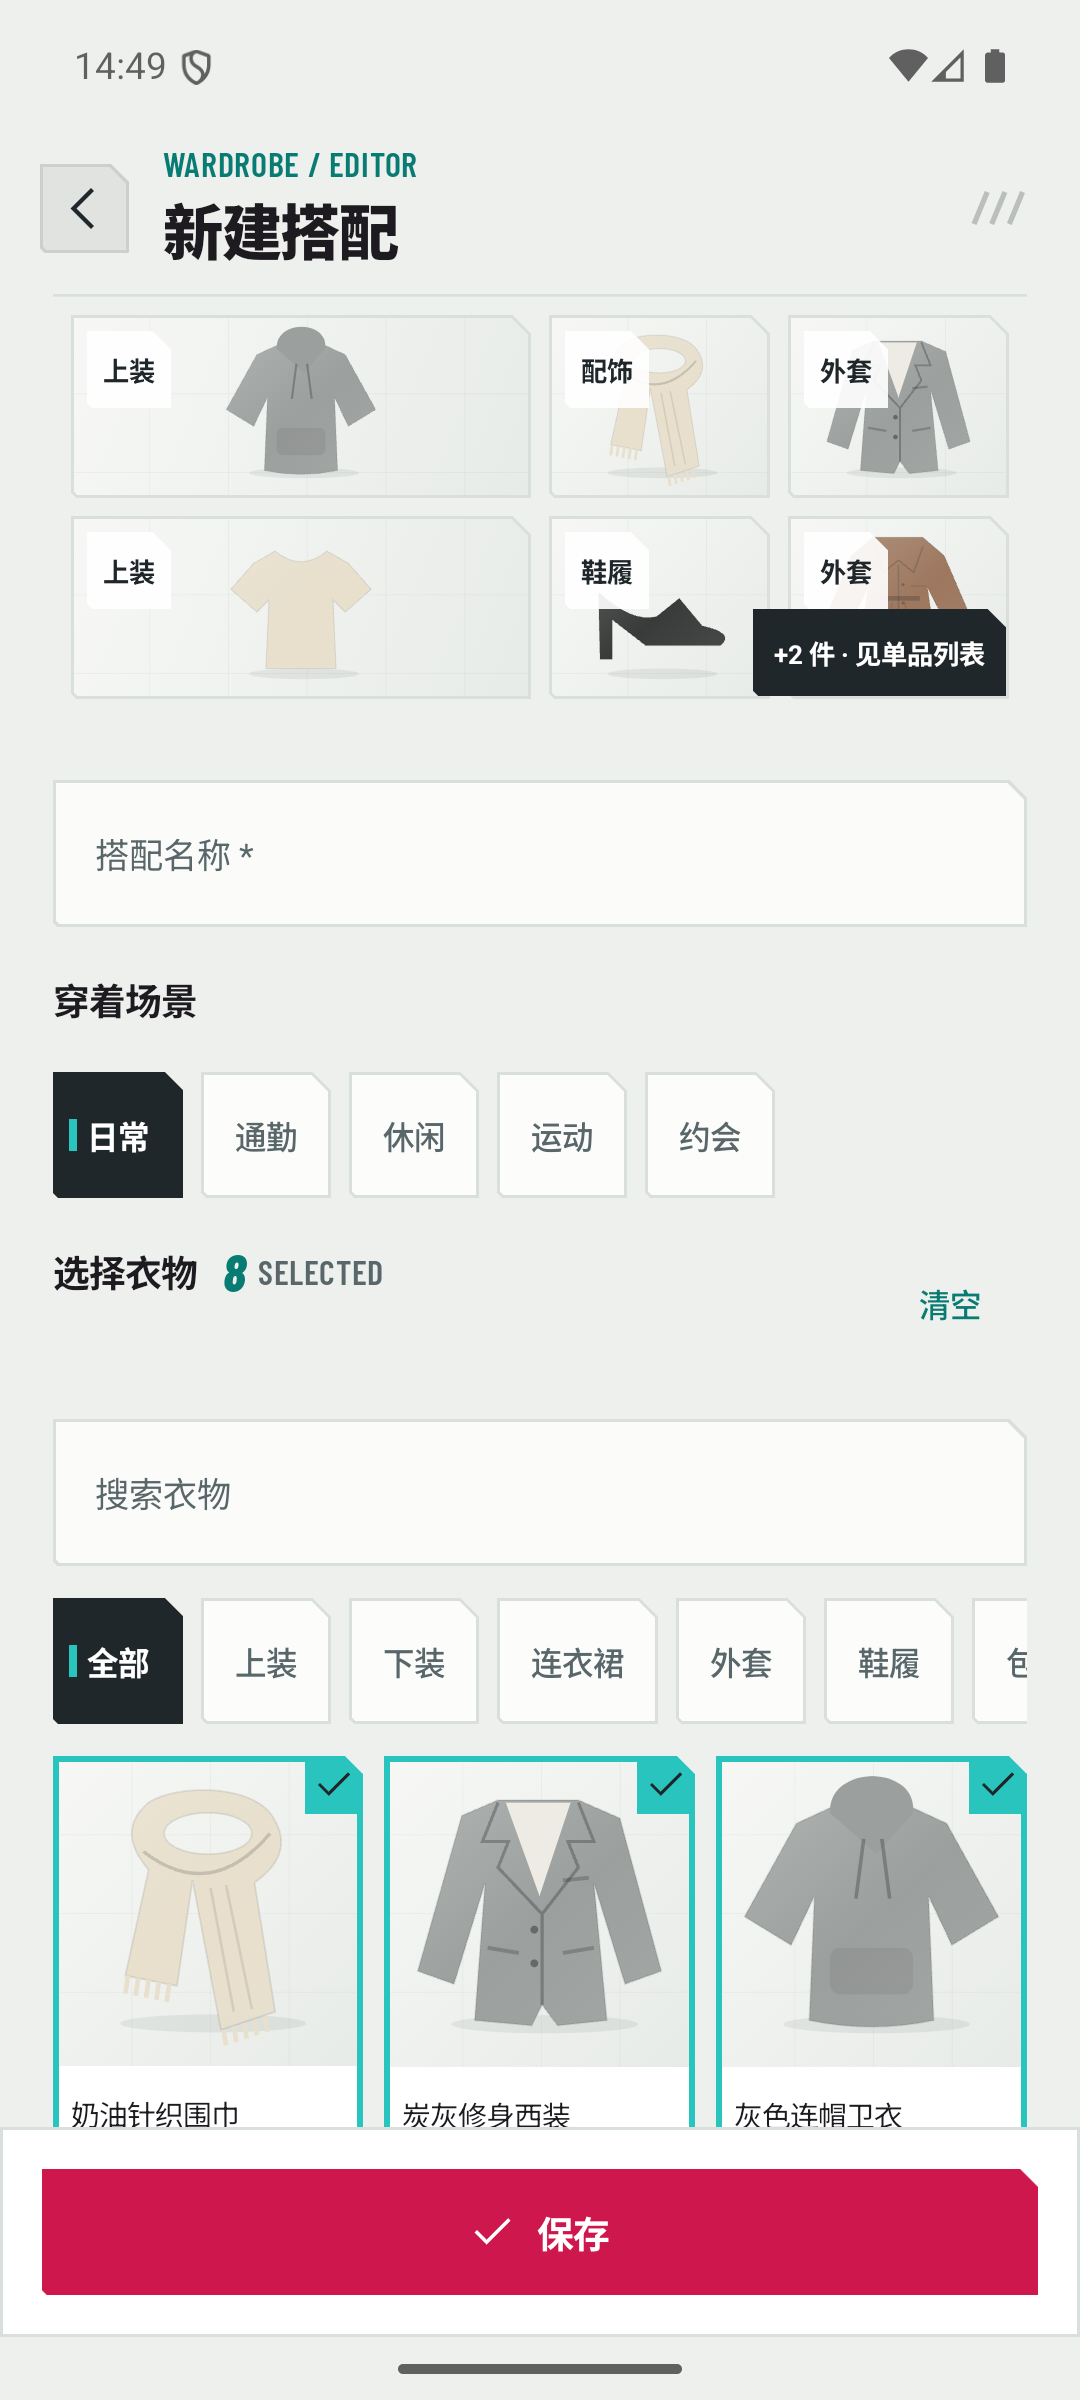 14:49
WARDROBE / EDITOR
新建搭配
上装
配饰
外套
上装
鞋履
外套
+2 件 · 见单品列表
搭配名称 *
穿着场景
日常
通勤
休闲
运动
约会
选择衣物 8 SELECTED
清空
搜索衣物
全部
上装
下装
连衣裙
外套
鞋履
奶油针织围巾
炭灰修身西装
灰色连帽卫衣
保存